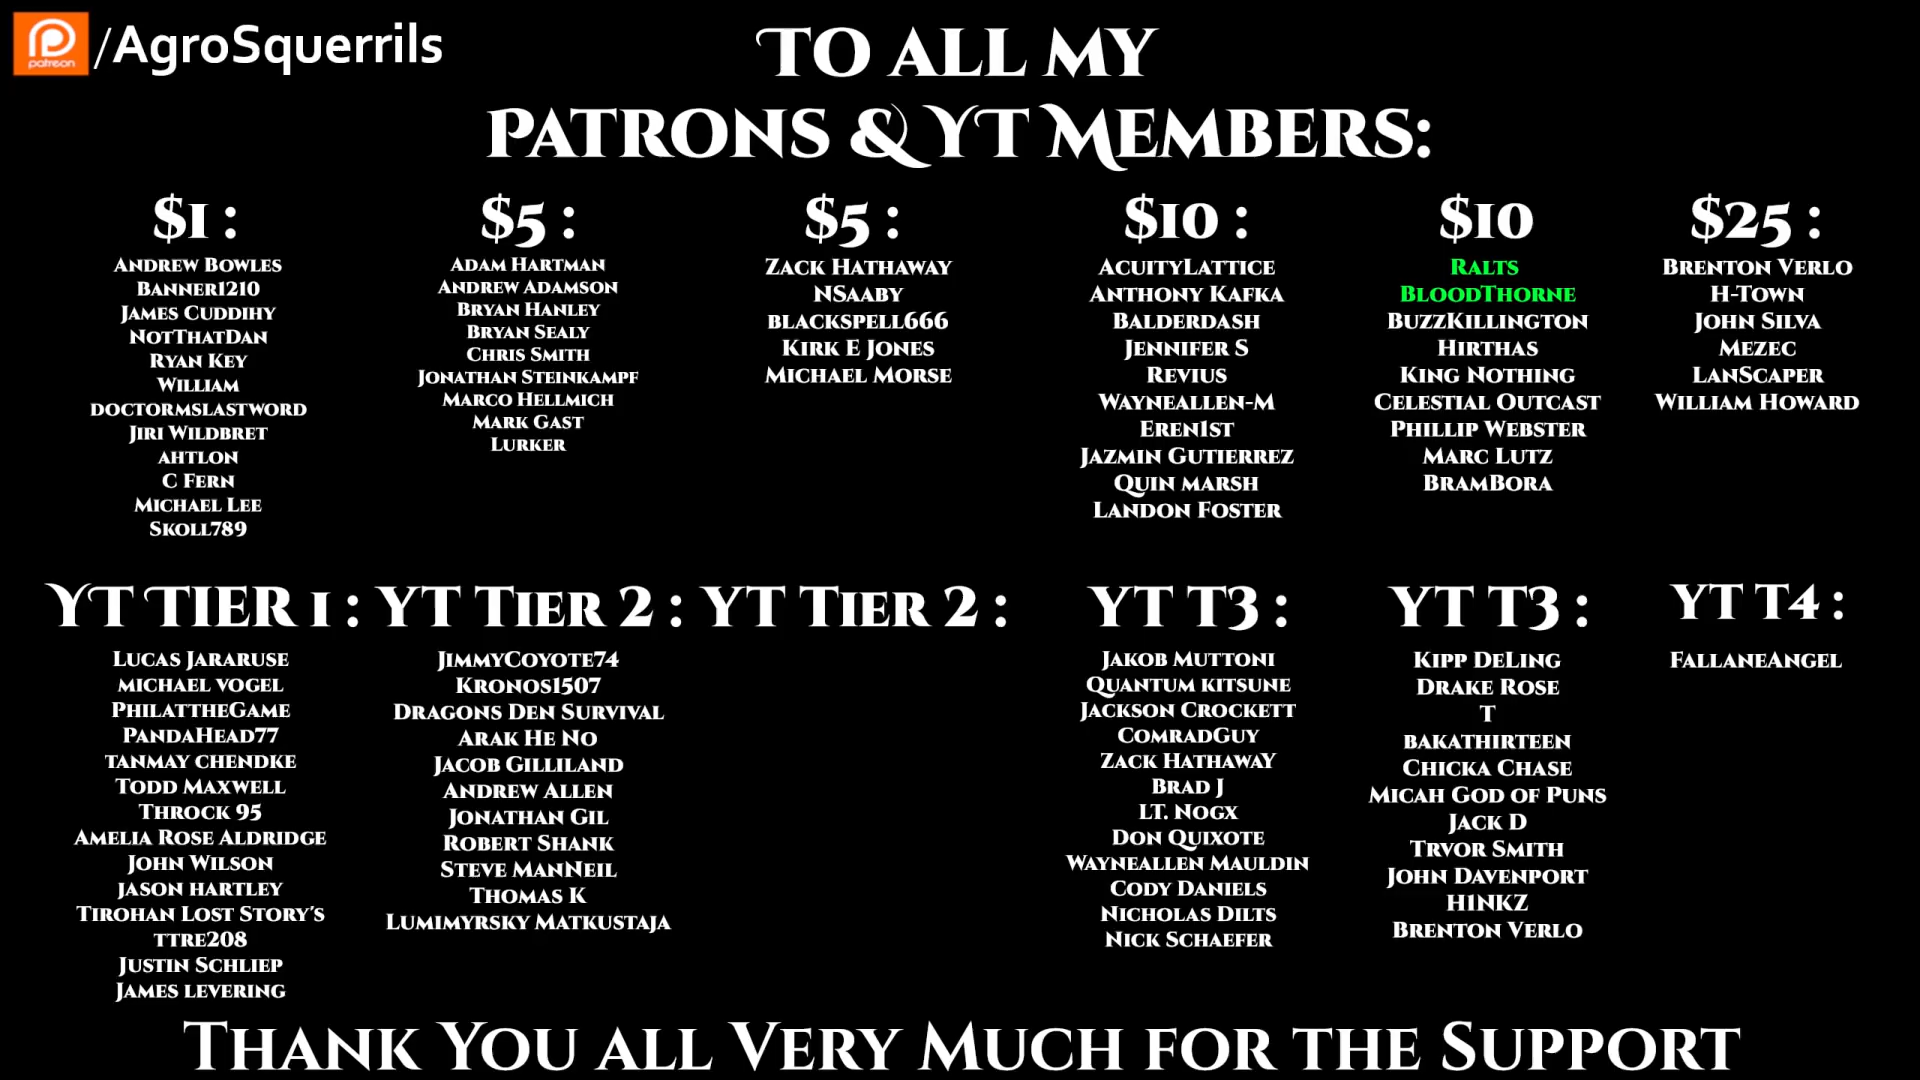 patreon
/AgroSquerrils
To all my
Patrons & YT Members:
$1 :
Andrew Bowles
Banner1210
James Cuddihy
NotThatDan
Ryan Key
William
doctormslastword
Jiri Wildbret
ahtlon
C Fern
Michael Lee
Skoll789
$5 :
Adam Hartman
Andrew Adamson
Bryan Hanley
Bryan Sealy
Chris Smith
Jonathan Steinkampf
Marco Hellmich
Mark Gast
Lurker
$5 :
Zack Hathaway
NSaaby
blackspell666
Kirk E Jones
Michael Morse
$10 :
AcuityLattice
Anthony Kafka
Balderdash
Jennifer S
Revius
Wayneallen-M
Eren1st
Jazmin Gutierrez
Quin marsh
Landon Foster
$10
Ralts
BloodThorne
BuzzKillington
Hirthas
King Nothing
Celestial Outcast
Phillip Webster
Marc Lutz
BramBora
$25 :
Brenton Verlo
H-Town
John Silva
Mezec
LanScaper
William Howard
YT Tier 1 :
Lucas Jararuse
michael vogel
PhilattheGame
PandaHead77
tanmay chendke
Todd Maxwell
Throck 95
Amelia Rose Aldridge
John Wilson
jason hartley
Tirohan Lost Story's
ttre208
Justin Schliep
James levering
YT Tier 2 :
JimmyCoyote74
Kronos1507
Dragons Den Survival
Arak He No
Jacob Gilliland
Andrew Allen
Jonathan Gil
Robert Shank
Steve ManNeil
Thomas K
Lumimyrsky Matkustaja
YT Tier 2 :
YT T3 :
Jakob Muttoni
Quantum kitsune
Jackson Crockett
ComradGuy
Zack HathawaY
Brad J
LT. Nogx
Don Quixote
Wayneallen Mauldin
Cody Daniels
Nicholas Dilts
Nick Schaefer
YT T3 :
Kipp DeLing
Drake Rose
T
bakathirteen
Chicka Chase
Micah God of Puns
Jack D
Trvor Smith
John Davenport
H1NKZ
Brenton Verlo
YT T4 :
FallaneAngel
Thank You all Very Much for the Support